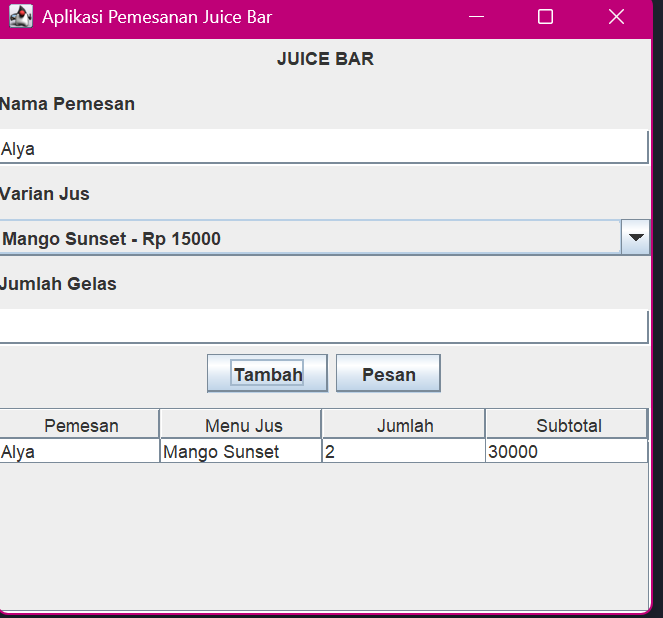 Aplikasi Pemesanan Juice Bar
JUICE BAR
Nama Pemesan
Alya
Varian Jus
Mango Sunset - Rp 15000
Jumlah Gelas
Tambah Pesan
Pemesan Menu Jus Jumlah Subtotal
Alya Mango Sunset 2 30000